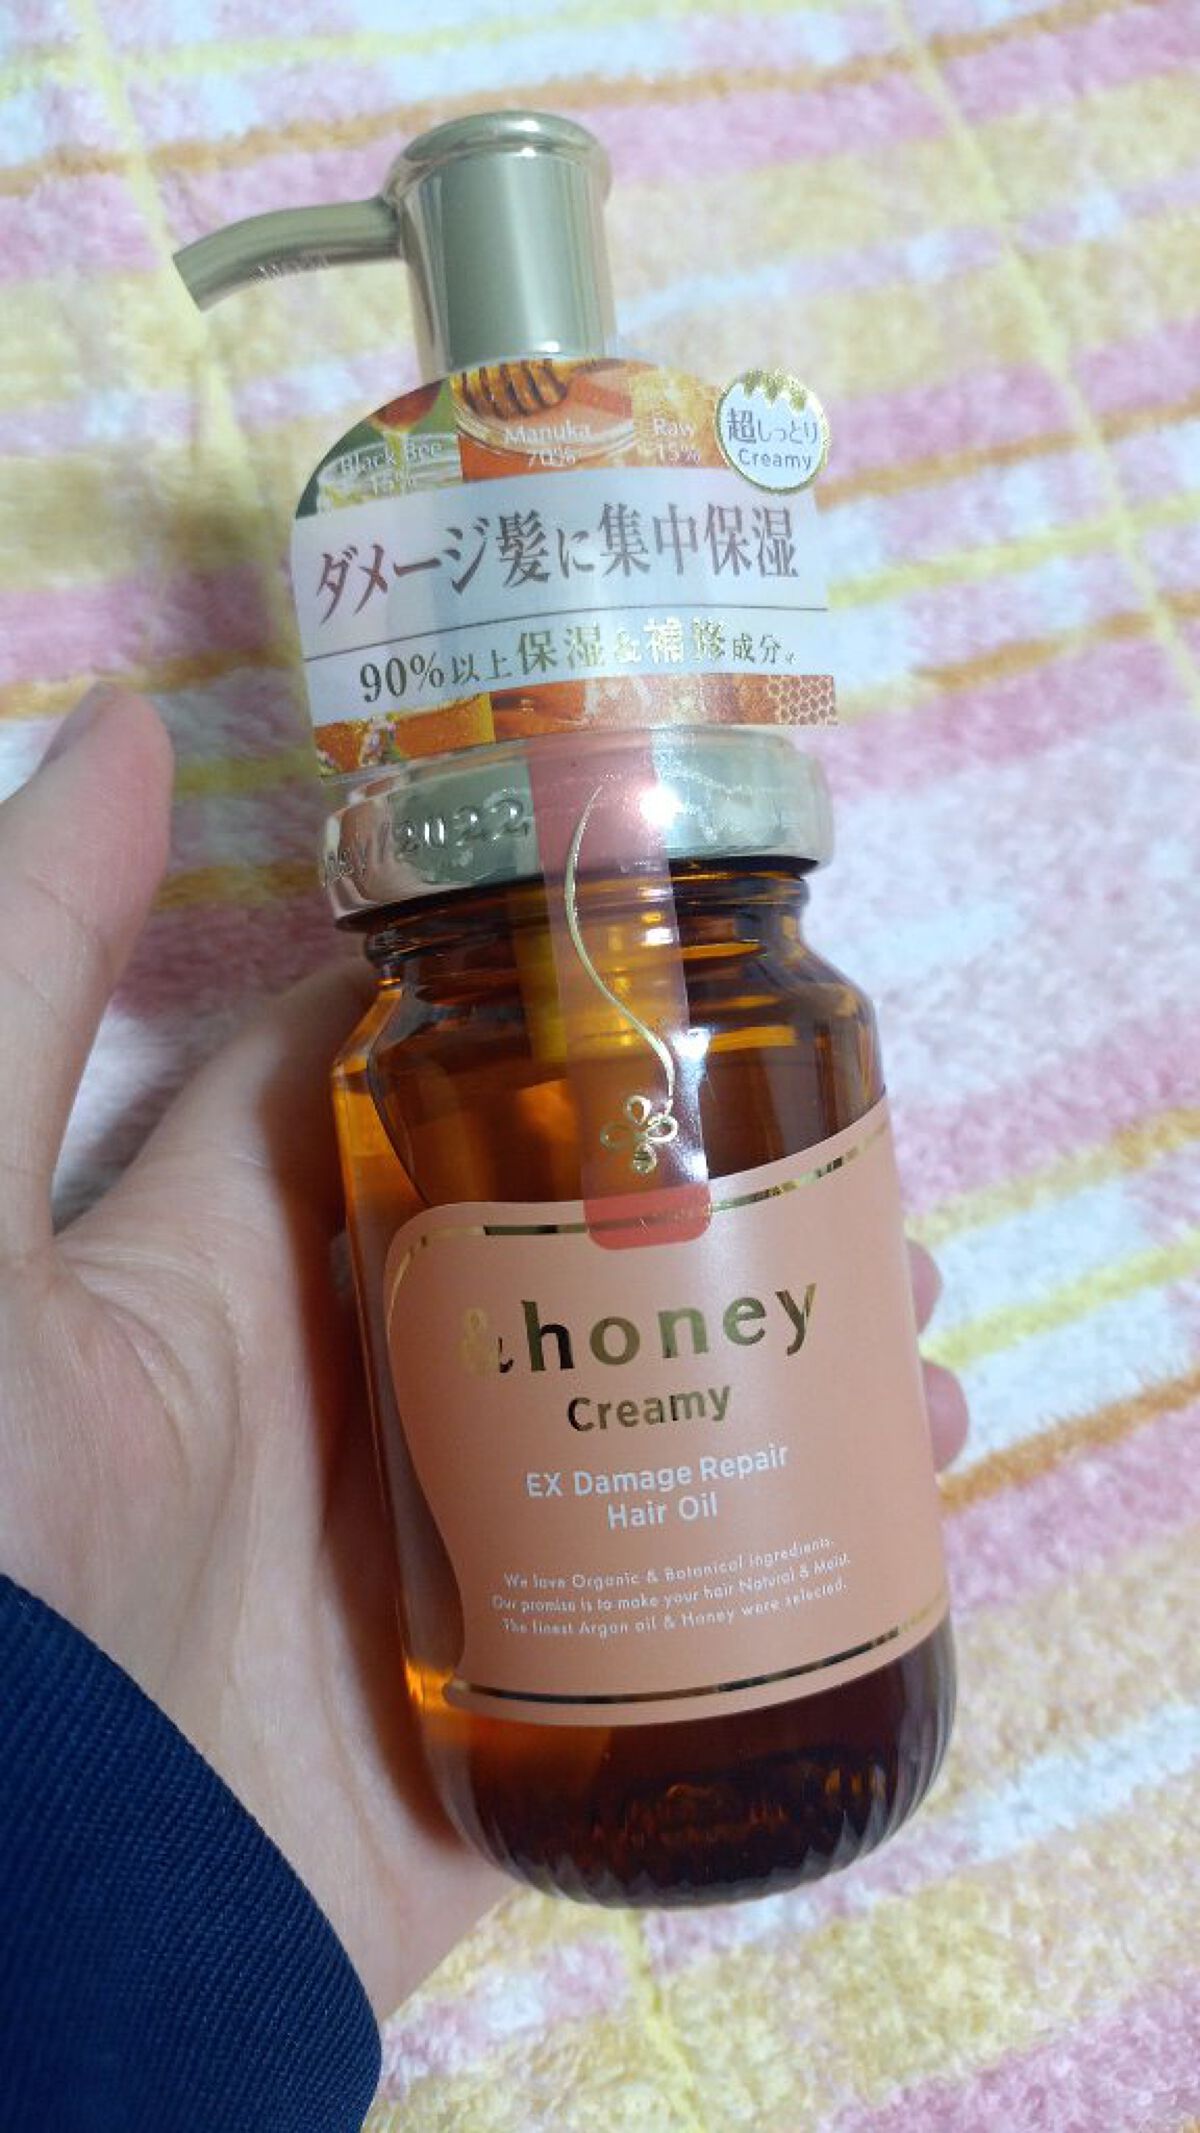 Black Bee
15%
Manuka
70%
Raw
15%
超しっとり
Creamy
ダメージ髪に集中保湿
90%以上保湿&補修成分。
/2022
&honey
Creamy
EX Damage Repair
Hair Oil
We love Organic & Botanical ingredients.
Our promise is to make your hair Natural & Moist.
The finest Argan oil & Honey were selected.